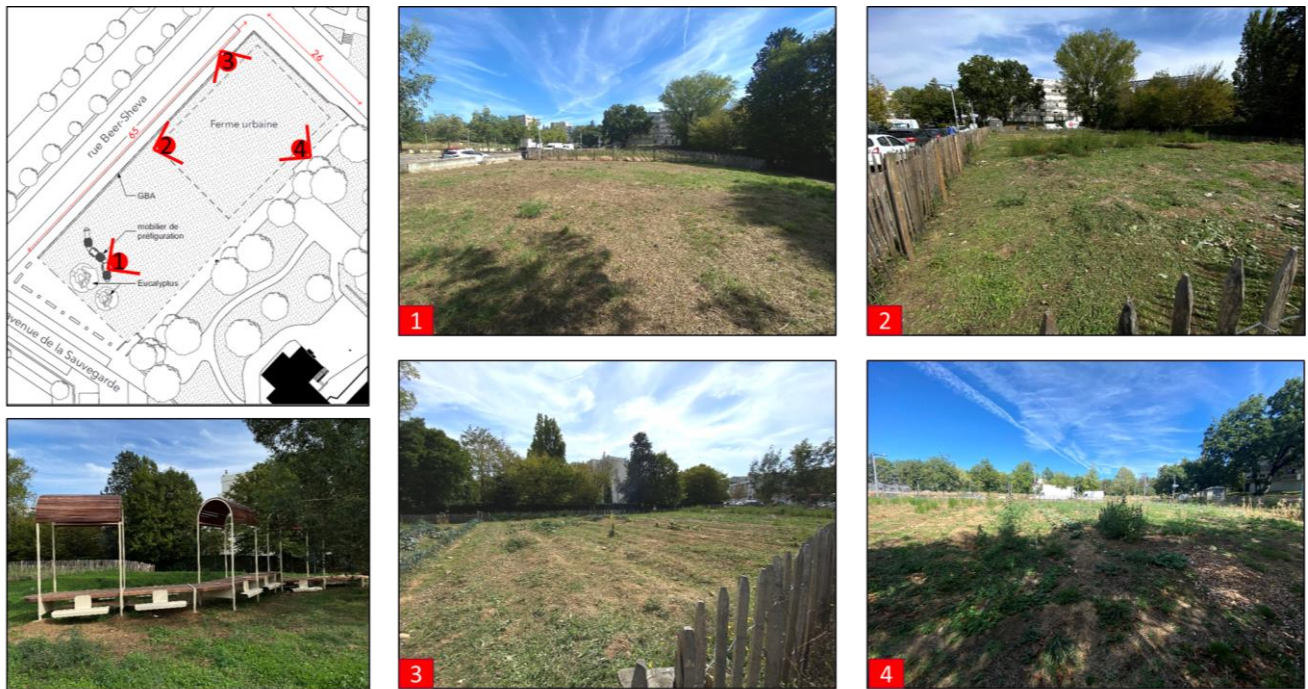 3
26
rue Beer-Sheva
65
Ferme urbaine
2
4
GBA
mobilier de
préfiguration
1
Eucalyptus
avenue de la Sauvegarde
1
2
3
4